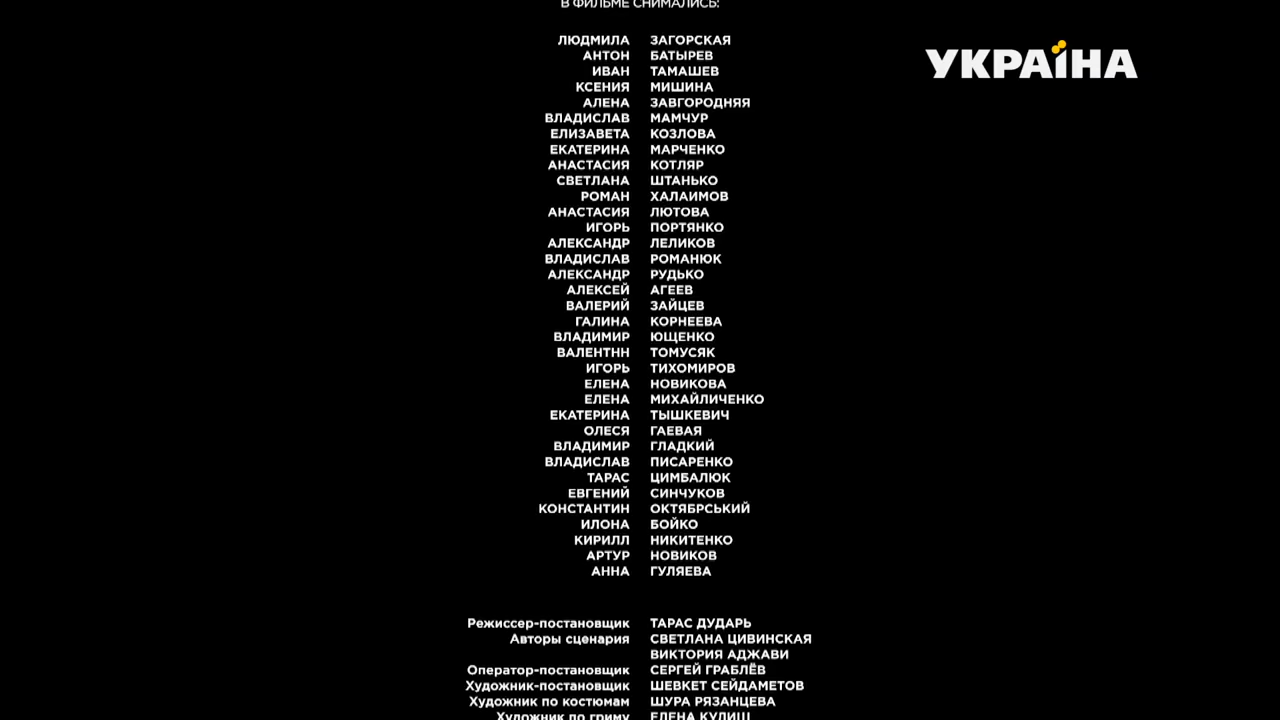 В ФИЛЬМЕ СНИМАЛИСЬ:
УКРАЇНА
ЛЮДМИЛА ЗАГОРСКАЯ
АНТОН БАТЫРЕВ
ИВАН ТАМАШЕВ
КСЕНИЯ МИШИНА
АЛЕНА ЗАВГОРОДНЯЯ
ВЛАДИСЛАВ МАМЧУР
ЕЛИЗАВЕТА КОЗЛОВА
ЕКАТЕРИНА МАРЧЕНКО
АНАСТАСИЯ КОТЛЯР
СВЕТЛАНА ШТАНЬКО
РОМАН ХАЛАИМОВ
АНАСТАСИЯ ЛЮТОВА
ИГОРЬ ПОРТЯНКО
АЛЕКСАНДР ЛЕЛИКОВ
ВЛАДИСЛАВ РОМАНЮК
АЛЕКСАНДР РУДЬКО
АЛЕКСЕЙ АГЕЕВ
ВАЛЕРИЙ ЗАЙЦЕВ
ГАЛИНА КОРНЕЕВА
ВЛАДИМИР ЮЩЕНКО
ВАЛЕНТНН ТОМУСЯК
ИГОРЬ ТИХОМИРОВ
ЕЛЕНА НОВИКОВА
ЕЛЕНА МИХАЙЛИЧЕНКО
ЕКАТЕРИНА ТЫШКЕВИЧ
ОЛЕСЯ ГАЕВАЯ
ВЛАДИМИР ГЛАДКИЙ
ВЛАДИСЛАВ ПИСАРЕНКО
ТАРАС ЦИМБАЛЮК
ЕВГЕНИЙ СИНЧУКОВ
КОНСТАНТИН ОКТЯБРСЬКИЙ
ИЛОНА БОЙКО
КИРИЛЛ НИКИТЕНКО
АРТУР НОВИКОВ
АННА ГУЛЯЕВА
Режиссер-постановщик ТАРАС ДУДАРЬ
Авторы сценария СВЕТЛАНА ЦИВИНСКАЯ
ВИКТОРИЯ АДЖАВИ
Оператор-постановщик СЕРГЕЙ ГРАБЛЁВ
Художник-постановщик ШЕВКЕТ СЕЙДАМЕТОВ
Художник по костюмам ШУРА РЯЗАНЦЕВА
Художник по гриму ЕЛЕНА КУЛИШ